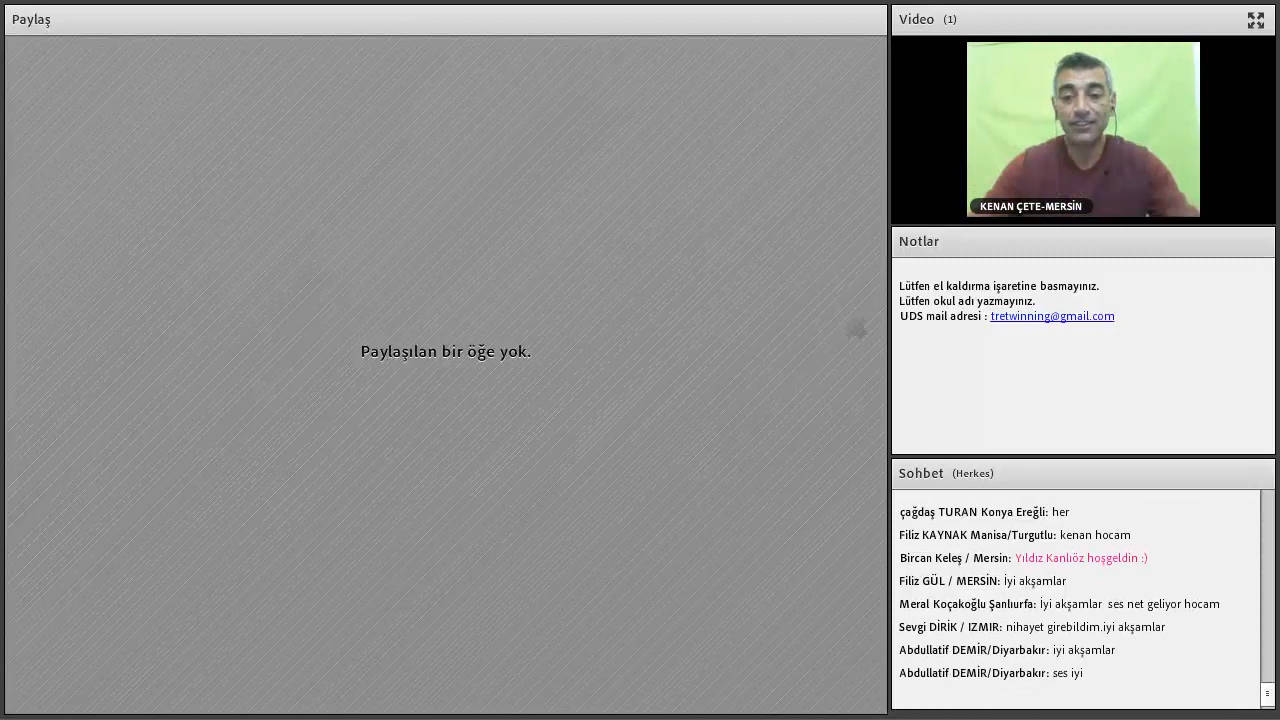 Paylaş
Paylaşılan bir öğe yok.
Video (1)
KENAN ÇETE-MERSİN
Notlar
Lütfen el kaldırma işaretine basmayınız.
Lütfen okul adı yazmayınız.
UDS mail adresi : tretwinning@gmail.com
Sohbet (Herkes)
çağdaş TURAN Konya Ereğli: her
Filiz KAYNAK Manisa/Turgutlu: kenan hocam
Bircan Keleş / Mersin: Yıldız Kanlıöz hoşgeldin :)
Filiz GÜL / MERSİN: İyi akşamlar
Meral Koçakoğlu Şanlıurfa: İyi akşamlar ses net geliyor hocam
Sevgi DİRİK / IZMIR: nihayet girebildim.iyi akşamlar
Abdullatif DEMİR/Diyarbakır: iyi akşamlar
Abdullatif DEMİR/Diyarbakır: ses iyi